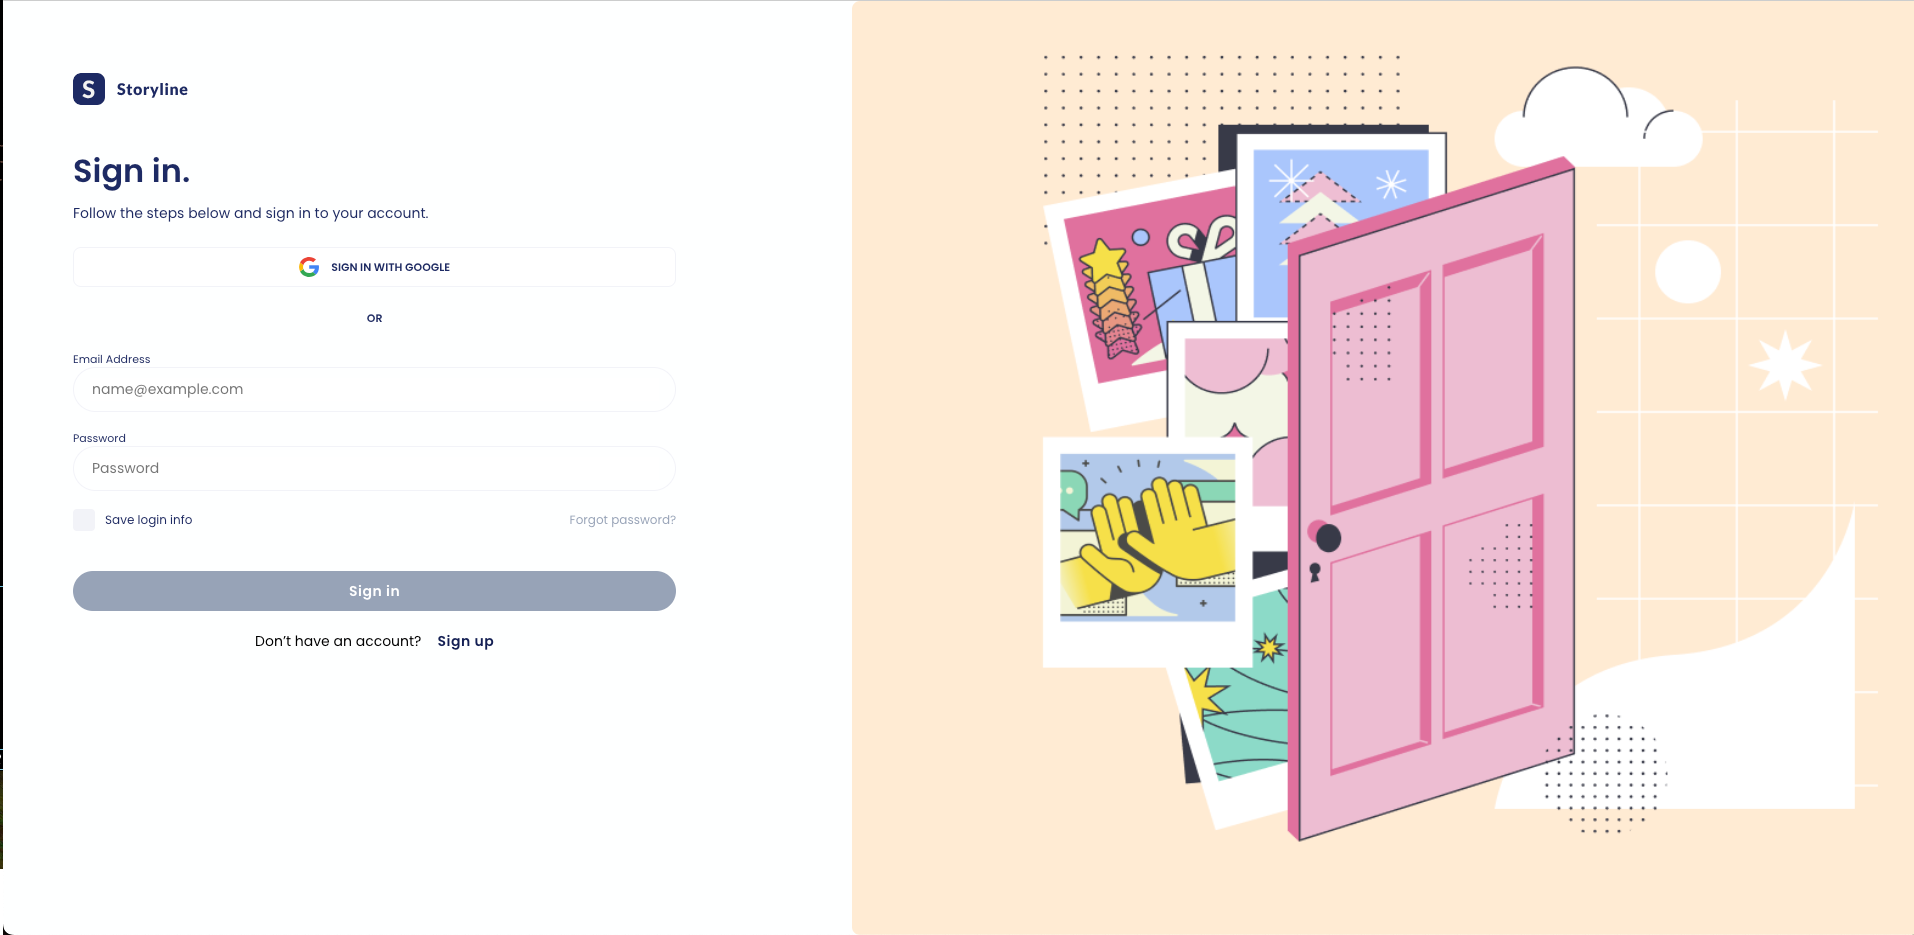 S Storyline
Sign in.
Follow the steps below and sign in to your account.
SIGN IN WITH GOOGLE
OR
Email Address
name@example.com
Password
Password
Save login info
Forgot password?
Sign in
Don’t have an account? Sign up